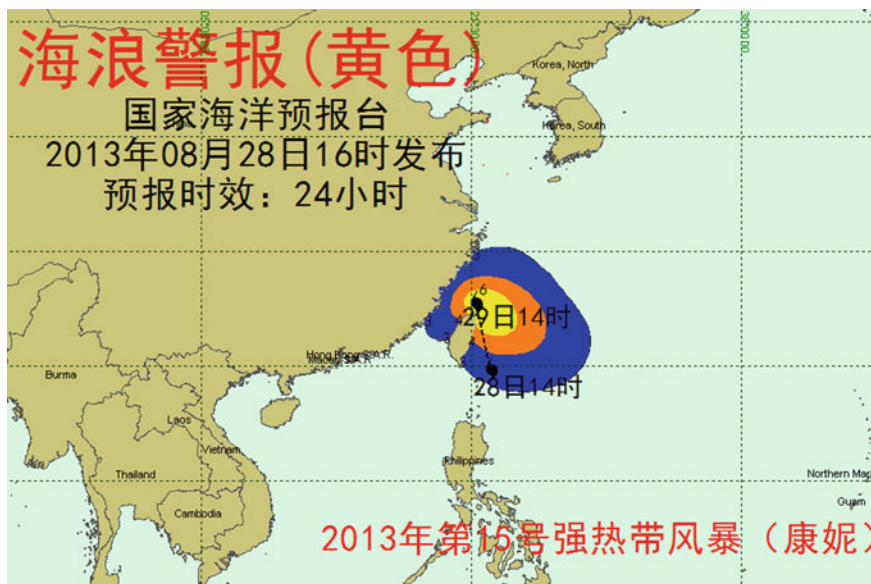 海浪警报(黄色)
国家海洋预报台
2013年08月28日16时发布
预报时效：24小时
Korea, North
Korea, South
6
29日14时
28日14时
Hong Kong S.A.R.
Macau S.A.R.
Burma
Laos
Vietnam
Thailand
Cambodia
Philippines
Northern Mar
Guam
2013年第15号强热带风暴（康妮）